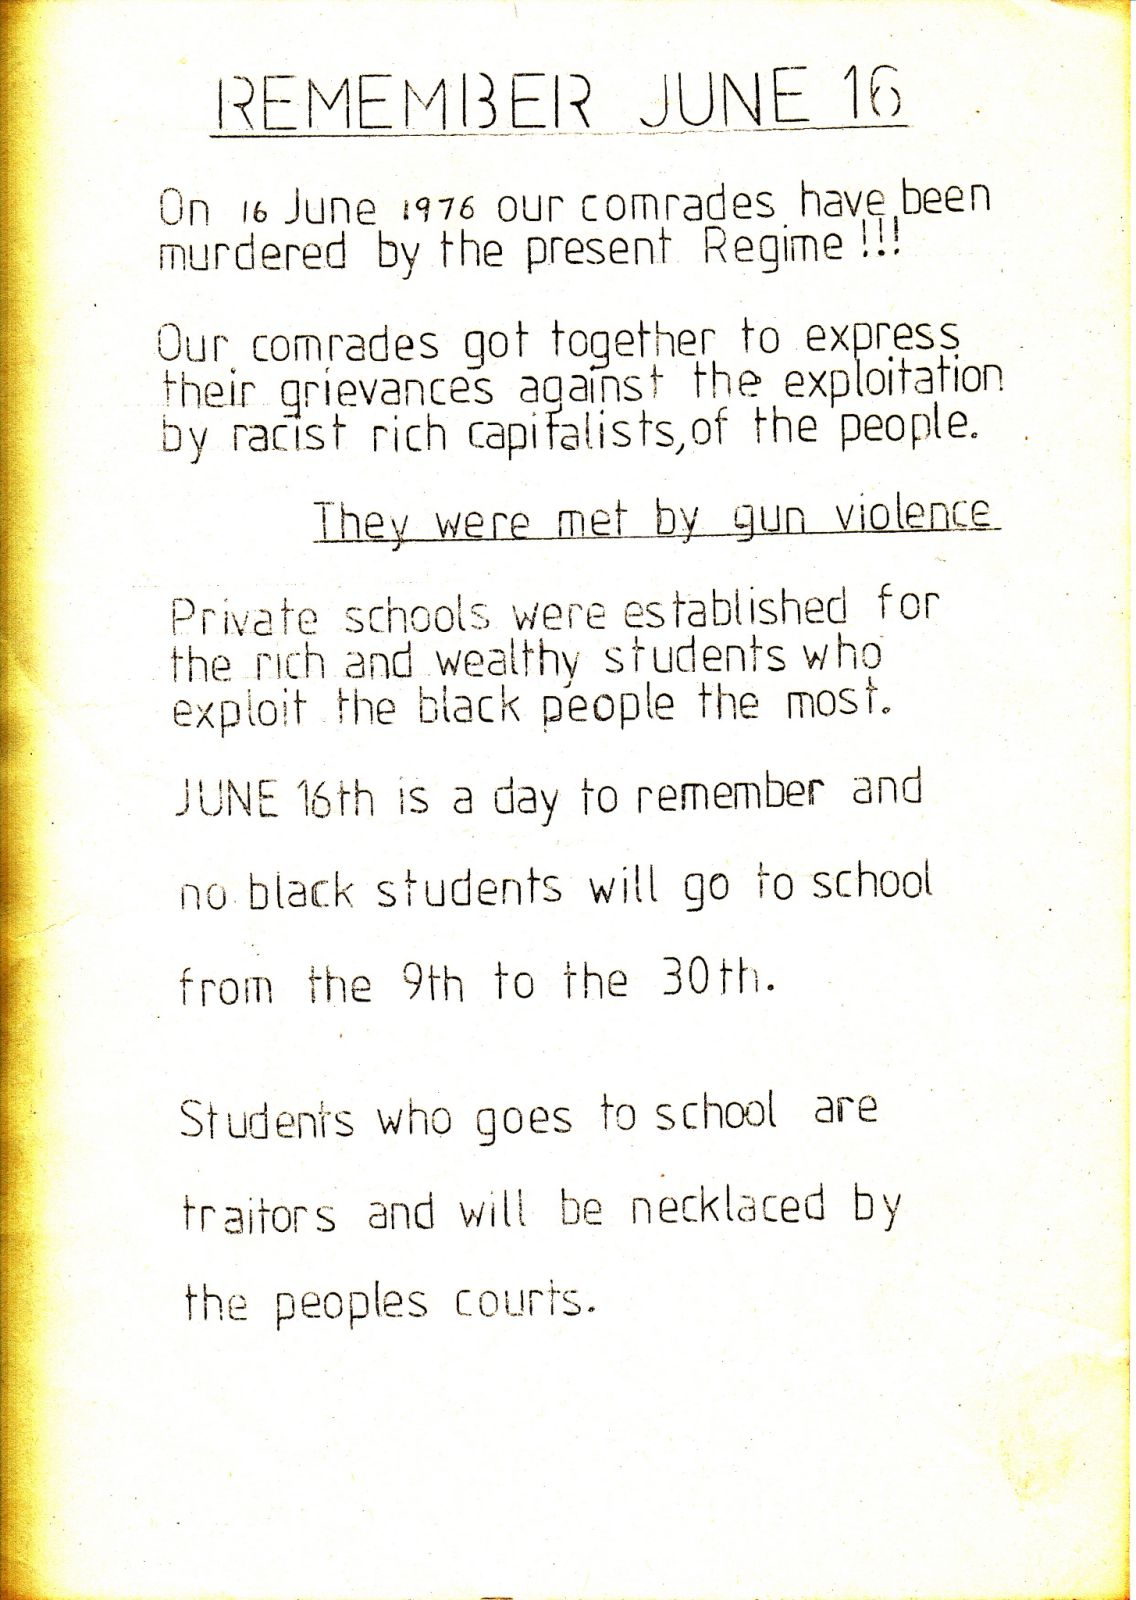 REMEMBER JUNE 16
On 16 June 1976 our comrades have been
murdered by the present Regime !!!
Our comrades got together to express
their grievances against the exploitation
by racist rich capitalists, of the people.
They were met by gun violence
Private schools were established for
the rich and wealthy students who
exploit the black people the most.
JUNE 16th is a day to remember and
no black students will go to school
from the 9th to the 30th.
Students who goes to school are
traitors and will be necklaced by
the peoples courts.